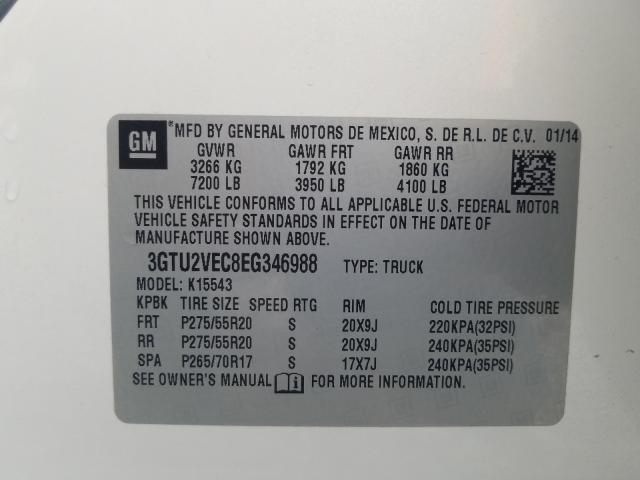 GM
*MFD BY GENERAL MOTORS DE MEXICO, S. DE R.L. DE C.V. 01/14
GVWR GAWR FRT GAWR RR
3266 KG 1792 KG 1860 KG
7200 LB 3950 LB 4100 LB
THIS VEHICLE CONFORMS TO ALL APPLICABLE U.S. FEDERAL MOTOR
VEHICLE SAFETY STANDARDS IN EFFECT ON THE DATE OF
MANUFACTURE SHOWN ABOVE.
3GTU2VEC8EG346988 TYPE: TRUCK
MODEL: K15543
KPBK TIRE SIZE SPEED RTG RIM COLD TIRE PRESSURE
FRT P275/55R20 S 20X9J 220KPA(32PSI)
RR P275/55R20 S 20X9J 240KPA(35PSI)
SPA P265/70R17 S 17X7J 240KPA(35PSI)
SEE OWNER'S MANUAL FOR MORE INFORMATION.